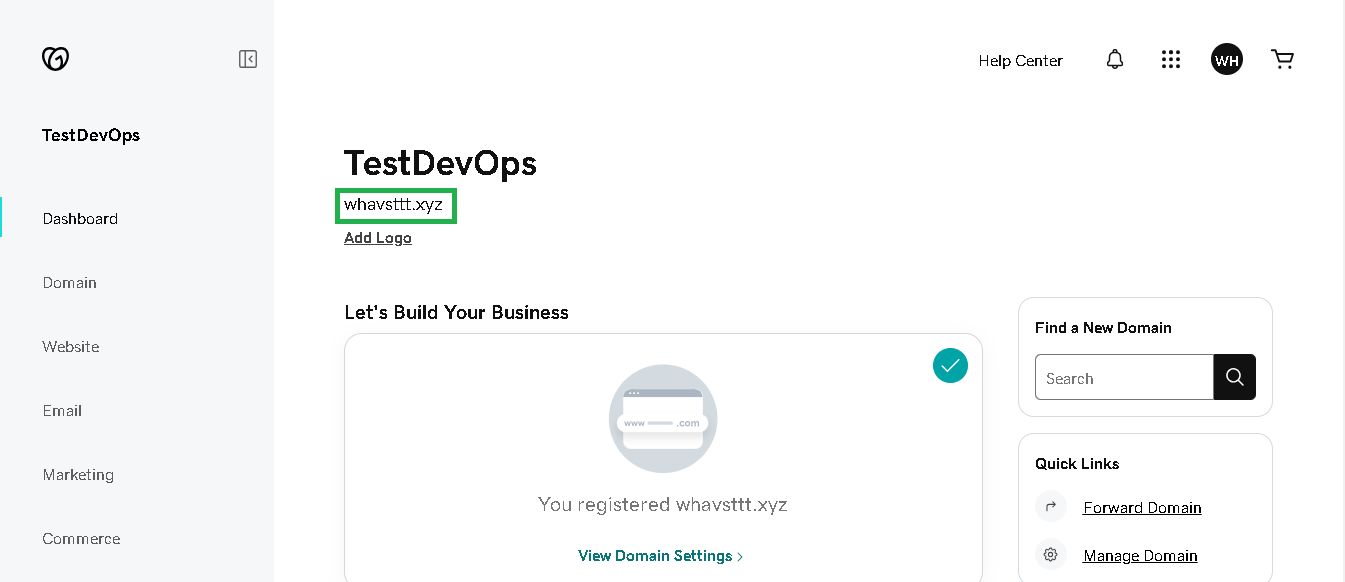 Help Center
WH
TestDevOps
TestDevOps
whavsttt.xyz
Add Logo
Dashboard
Domain
Website
Email
Marketing
Commerce
Let's Build Your Business
www .com
You registered whavsttt.xyz
View Domain Settings >
Find a New Domain
Search
Quick Links
Forward Domain
Manage Domain